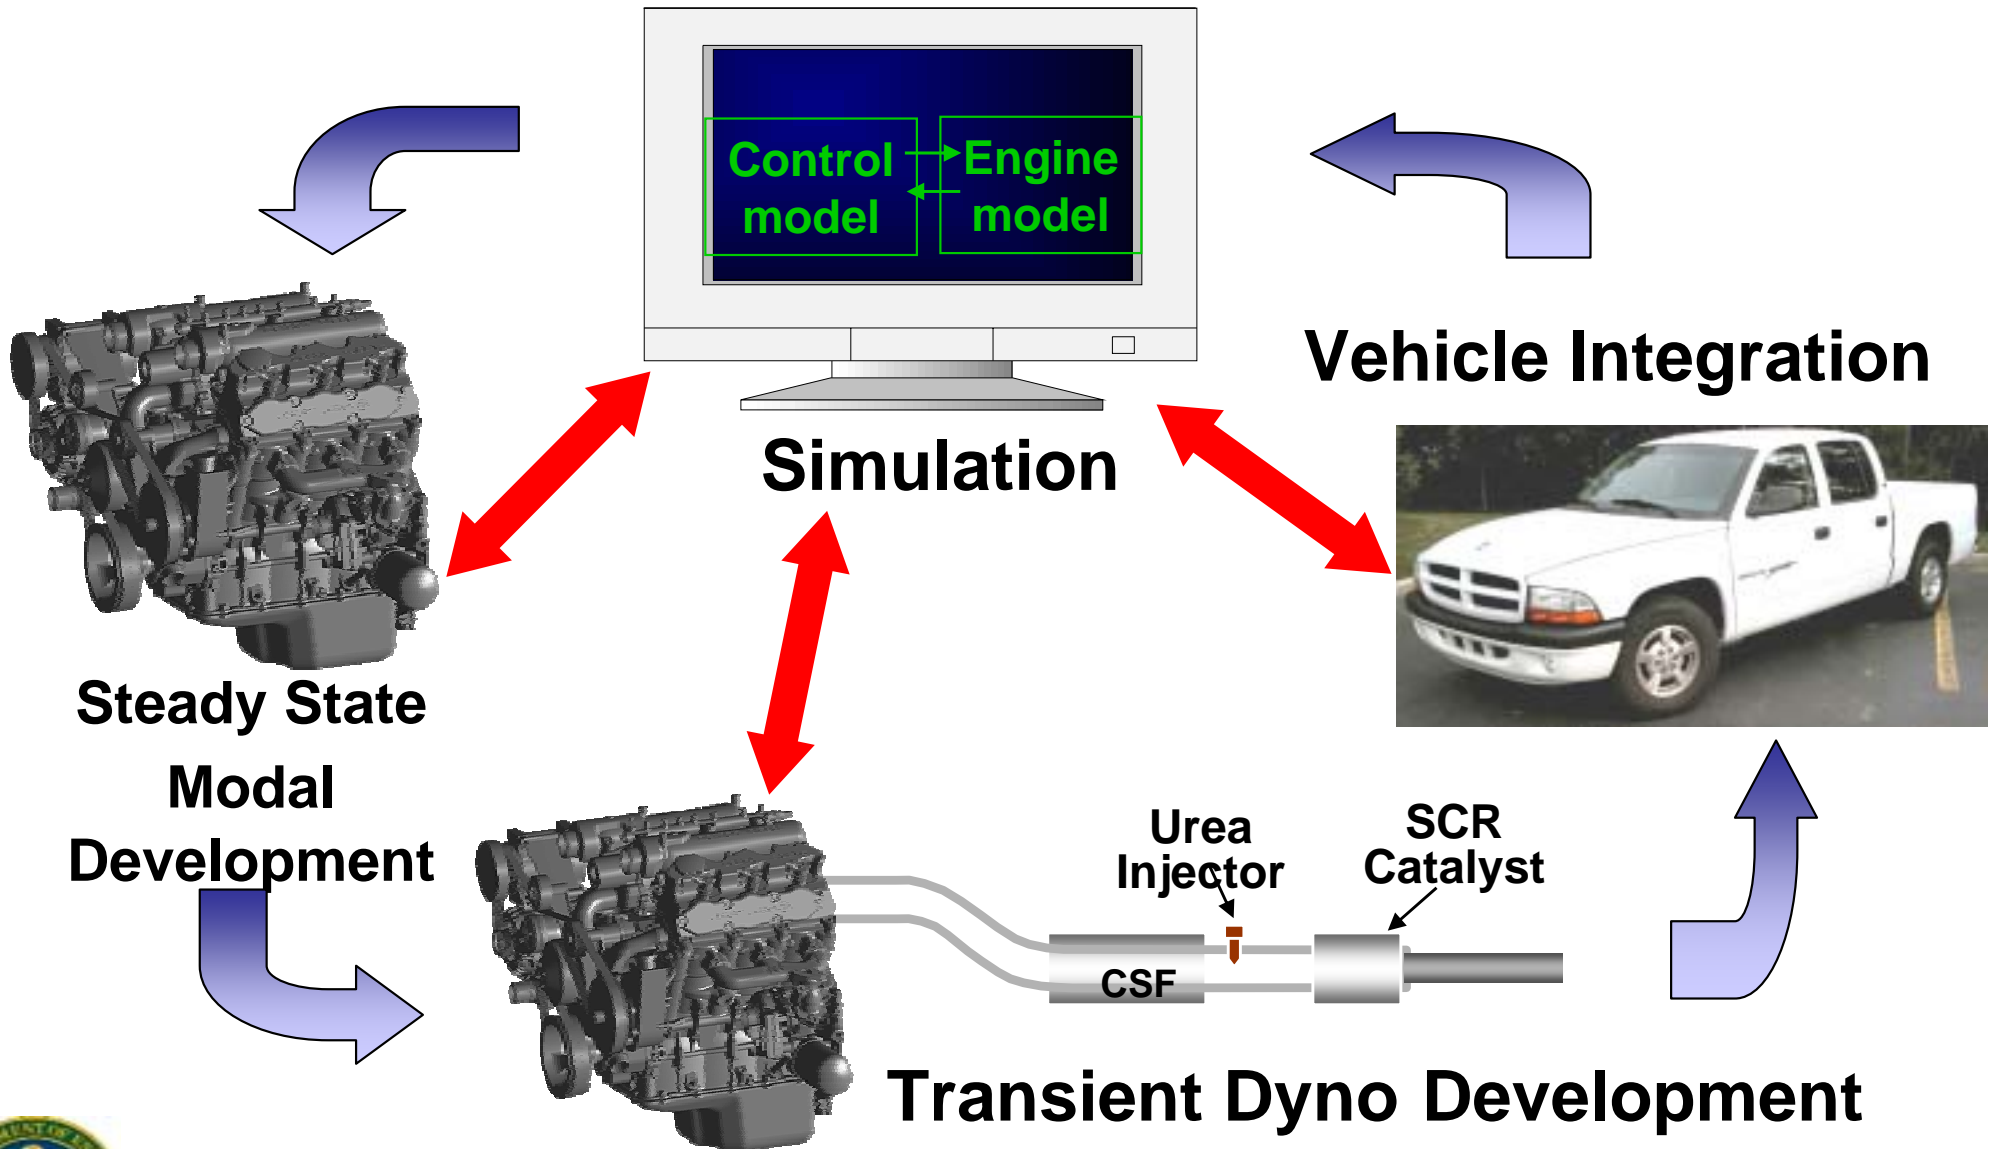 Control
model
Engine
model
Simulation
Vehicle Integration
Steady State
Modal
Development
Urea
Injector
SCR
Catalyst
CSF
Transient Dyno Development